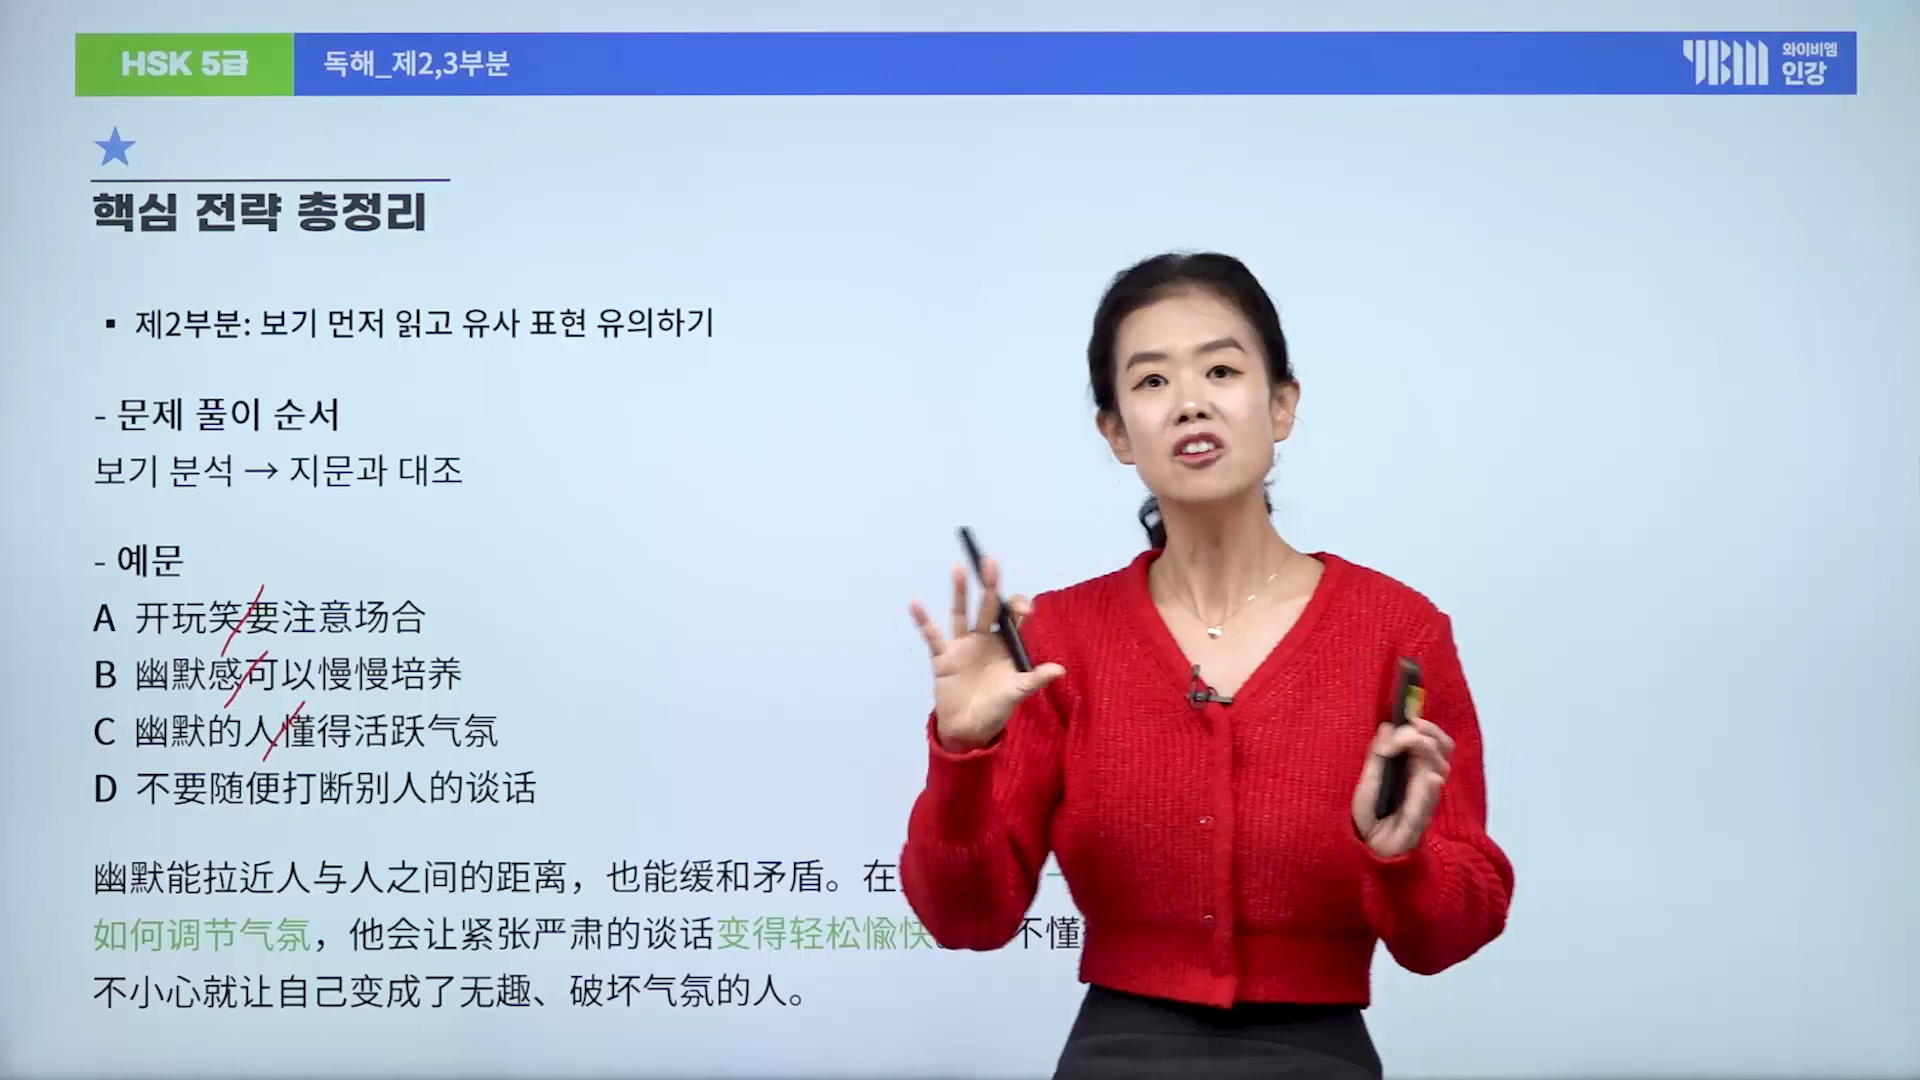 HSK 5급
독해_제2,3부분
YBM 와이비엠 인강
핵심 전략 총정리
▪ 제2부분: 보기 먼저 읽고 유사 표현 유의하기
- 문제 풀이 순서
보기 분석 → 지문과 대조
- 예문
A 开玩笑要注意场合
B 幽默感可以慢慢培养
C 幽默的人懂得活跃气氛
D 不要随便打断别人的谈话
幽默能拉近人与人之间的距离，也能缓和矛盾。在
如何调节气氛，他会让紧张严肃的谈话变得轻松愉快 不懂
不小心就让自己变成了无趣、破坏气氛的人。